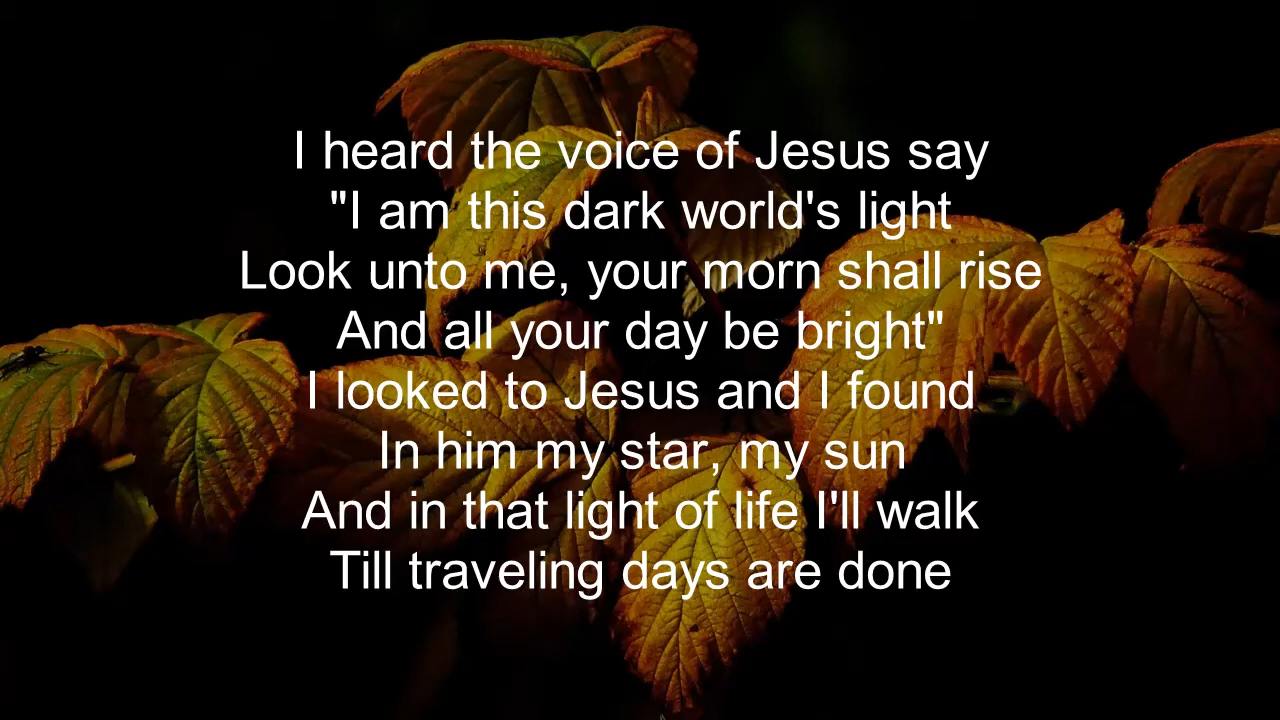 I heard the voice of Jesus say
"I am this dark world's light
Look unto me, your morn shall rise
And all your day be bright"
I looked to Jesus and I found
In him my star, my sun
And in that light of life I'll walk
Till traveling days are done